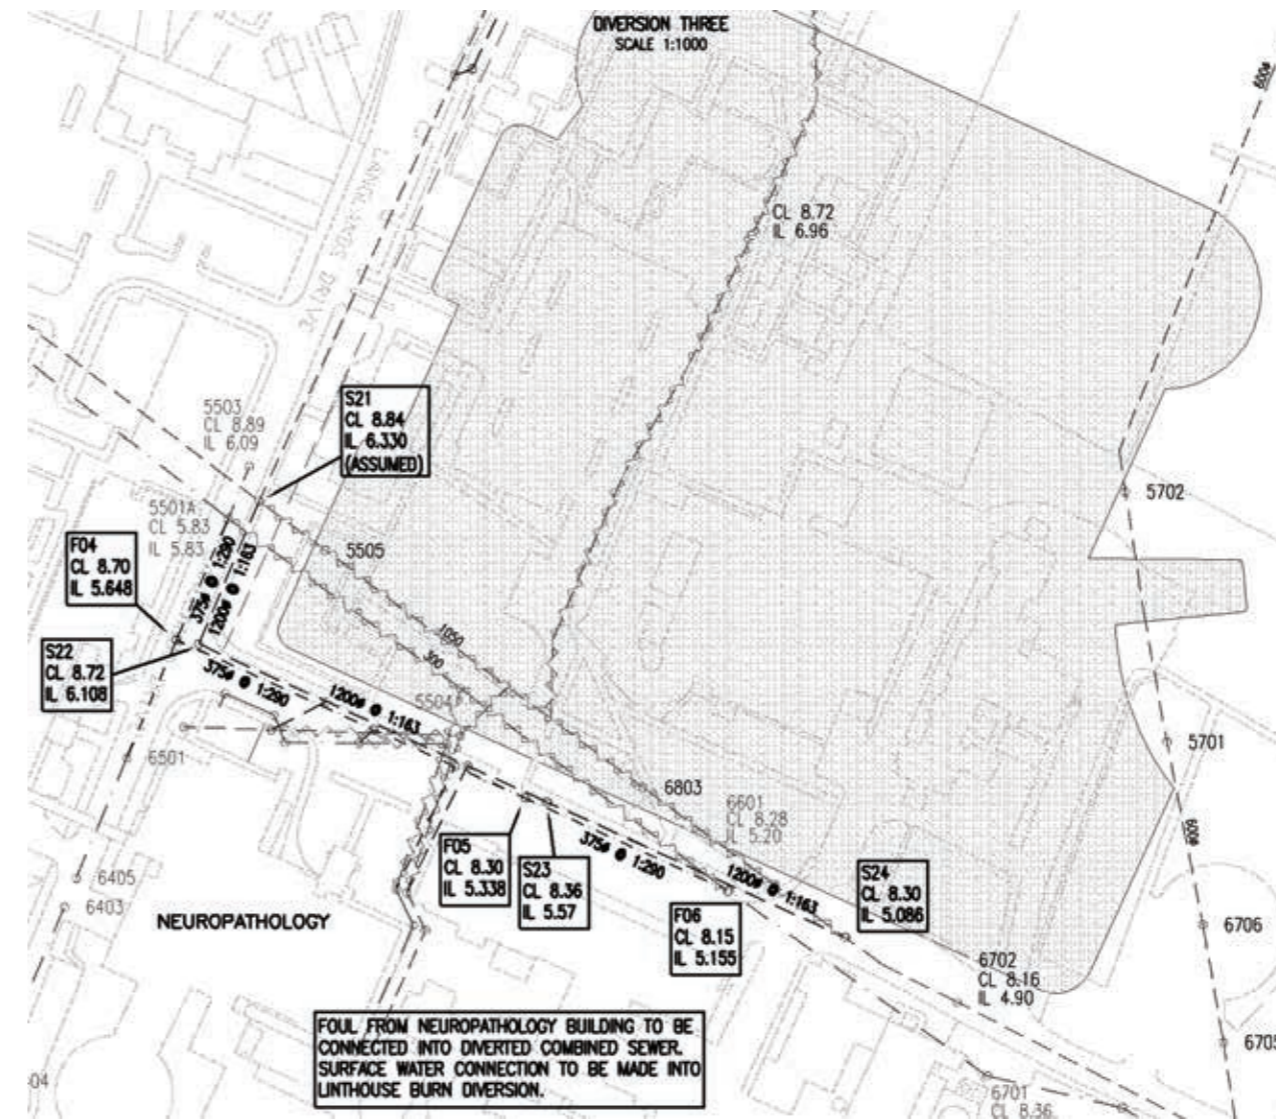 DIVERSION THREE
SCALE 1:1000
600ø
CL 8.72
IL 6.96
S21
CL 8.84
IL 6.330
(ASSUMED)
5503
CL 8.89
IL 6.09
5501A
CL 5.83
IL 5.83
F04
CL 8.70
IL 5.648
375ø @ 1:290
1200ø @ 1:163
S22
CL 8.72
IL 6.108
5505
5702
1050
300
375ø @ 1:290
1200ø @ 1:163
5504
6501
5701
6803
6601
CL 8.28
IL 5.20
600ø
F05
CL 8.30
IL 5.338
S23
CL 8.36
IL 5.57
375ø @ 1:290
1200ø @ 1:163
S24
CL 8.30
IL 5.086
6405
6403
NEUROPATHOLOGY
F06
CL 8.15
IL 5.155
6706
6702
CL 8.16
IL 4.90
FOUL FROM NEUROPATHOLOGY BUILDING TO BE
CONNECTED INTO DIVERTED COMBINED SEWER.
SURFACE WATER CONNECTION TO BE MADE INTO
LINTHOUSE BURN DIVERSION.
6705
-04
6701
CL 8.36